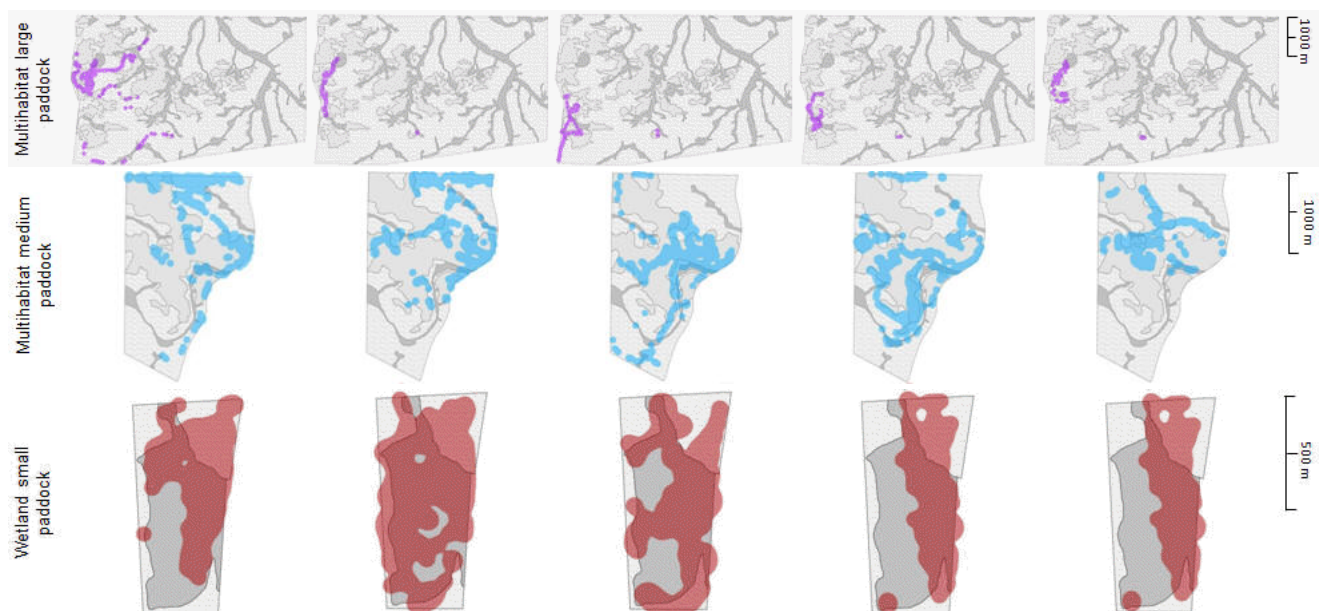 Multihabitat large
paddock
1000 m
Multihabitat medium
paddock
1000 m
Wetland small
paddock
500 m